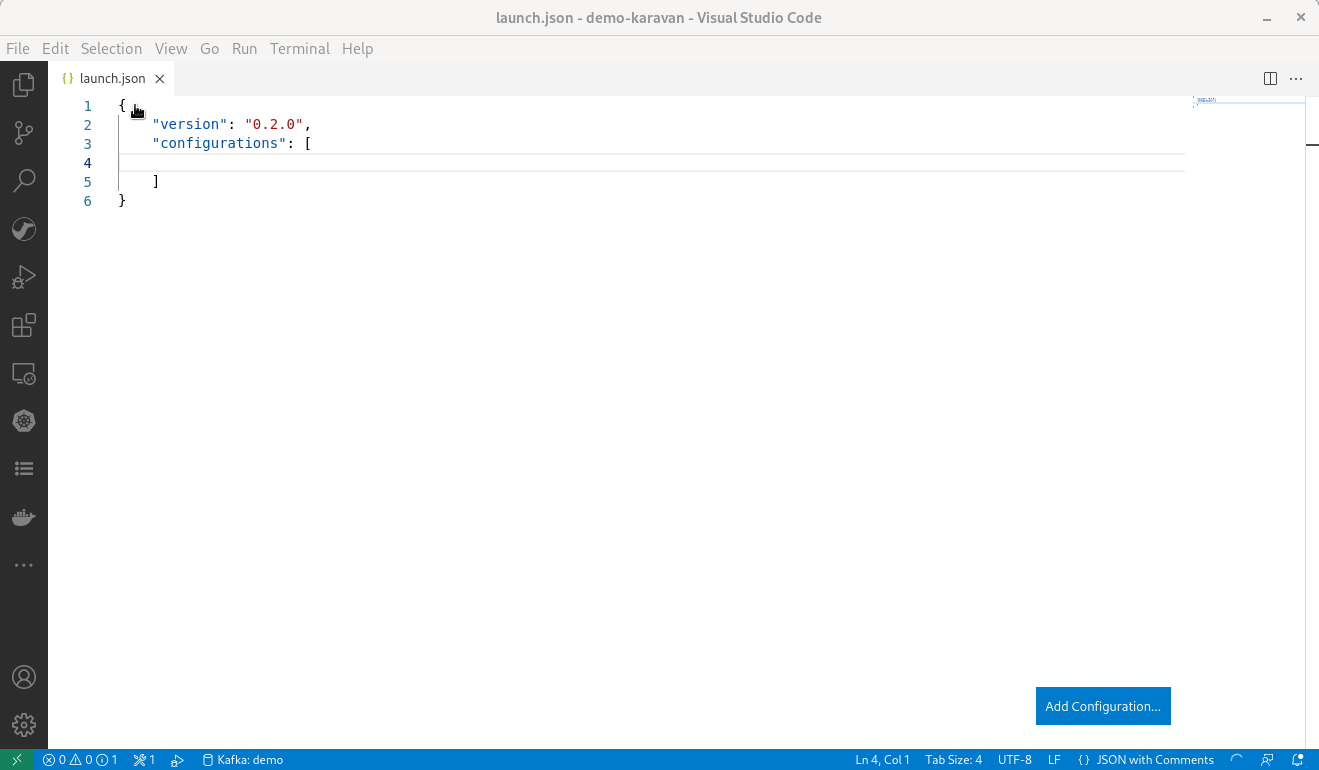 launch.json - demo-karavan - Visual Studio Code
File Edit Selection View Go Run Terminal Help
{} launch.json
1 {
2     "version": "0.2.0",
3     "configurations": [
4
5     ]
6 }
Add Configuration...
0 0 1 1 Kafka: demo Ln 4, Col 1 Tab Size: 4 UTF-8 LF {} JSON with Comments